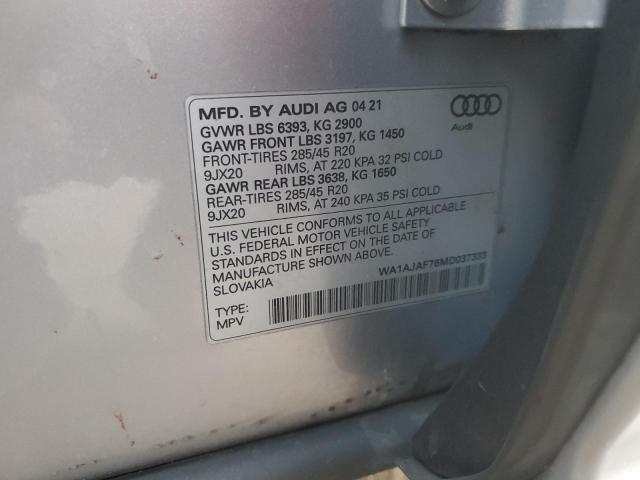 MFD. BY AUDI AG 04 21
GVWR LBS 6393, KG 2900
GAWR FRONT LBS 3197, KG 1450
FRONT-TIRES 285/45 R20
9JX20 RIMS, AT 220 KPA 32 PSI COLD
GAWR REAR LBS 3638, KG 1650
REAR-TIRES 285/45 R20
9JX20 RIMS, AT 240 KPA 35 PSI COLD
Audi
THIS VEHICLE CONFORMS TO ALL APPLICABLE
U.S. FEDERAL MOTOR VEHICLE SAFETY
STANDARDS IN EFFECT ON THE DATE OF
MANUFACTURE SHOWN ABOVE.
SLOVAKIA
WA1AJAF76MD037333
TYPE:
MPV